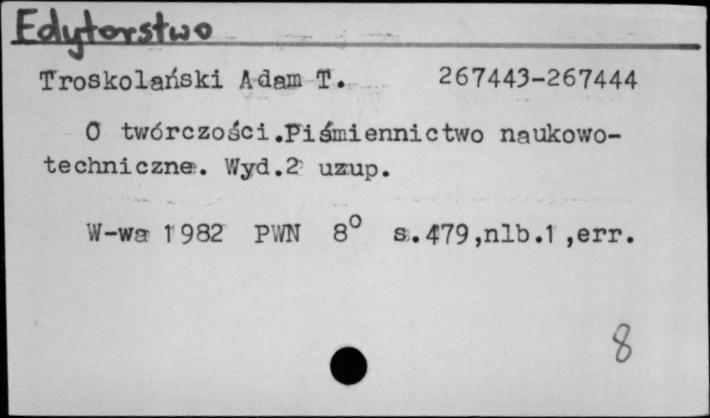 Edytorstwo
Troskolański Adam T. 267443-267444
O twórczości.Piśmiennictwo naukowo-
techniczne. Wyd.2 uzup.
W-wa 1982 PWN 8° s.479,nlb.1,err.
8